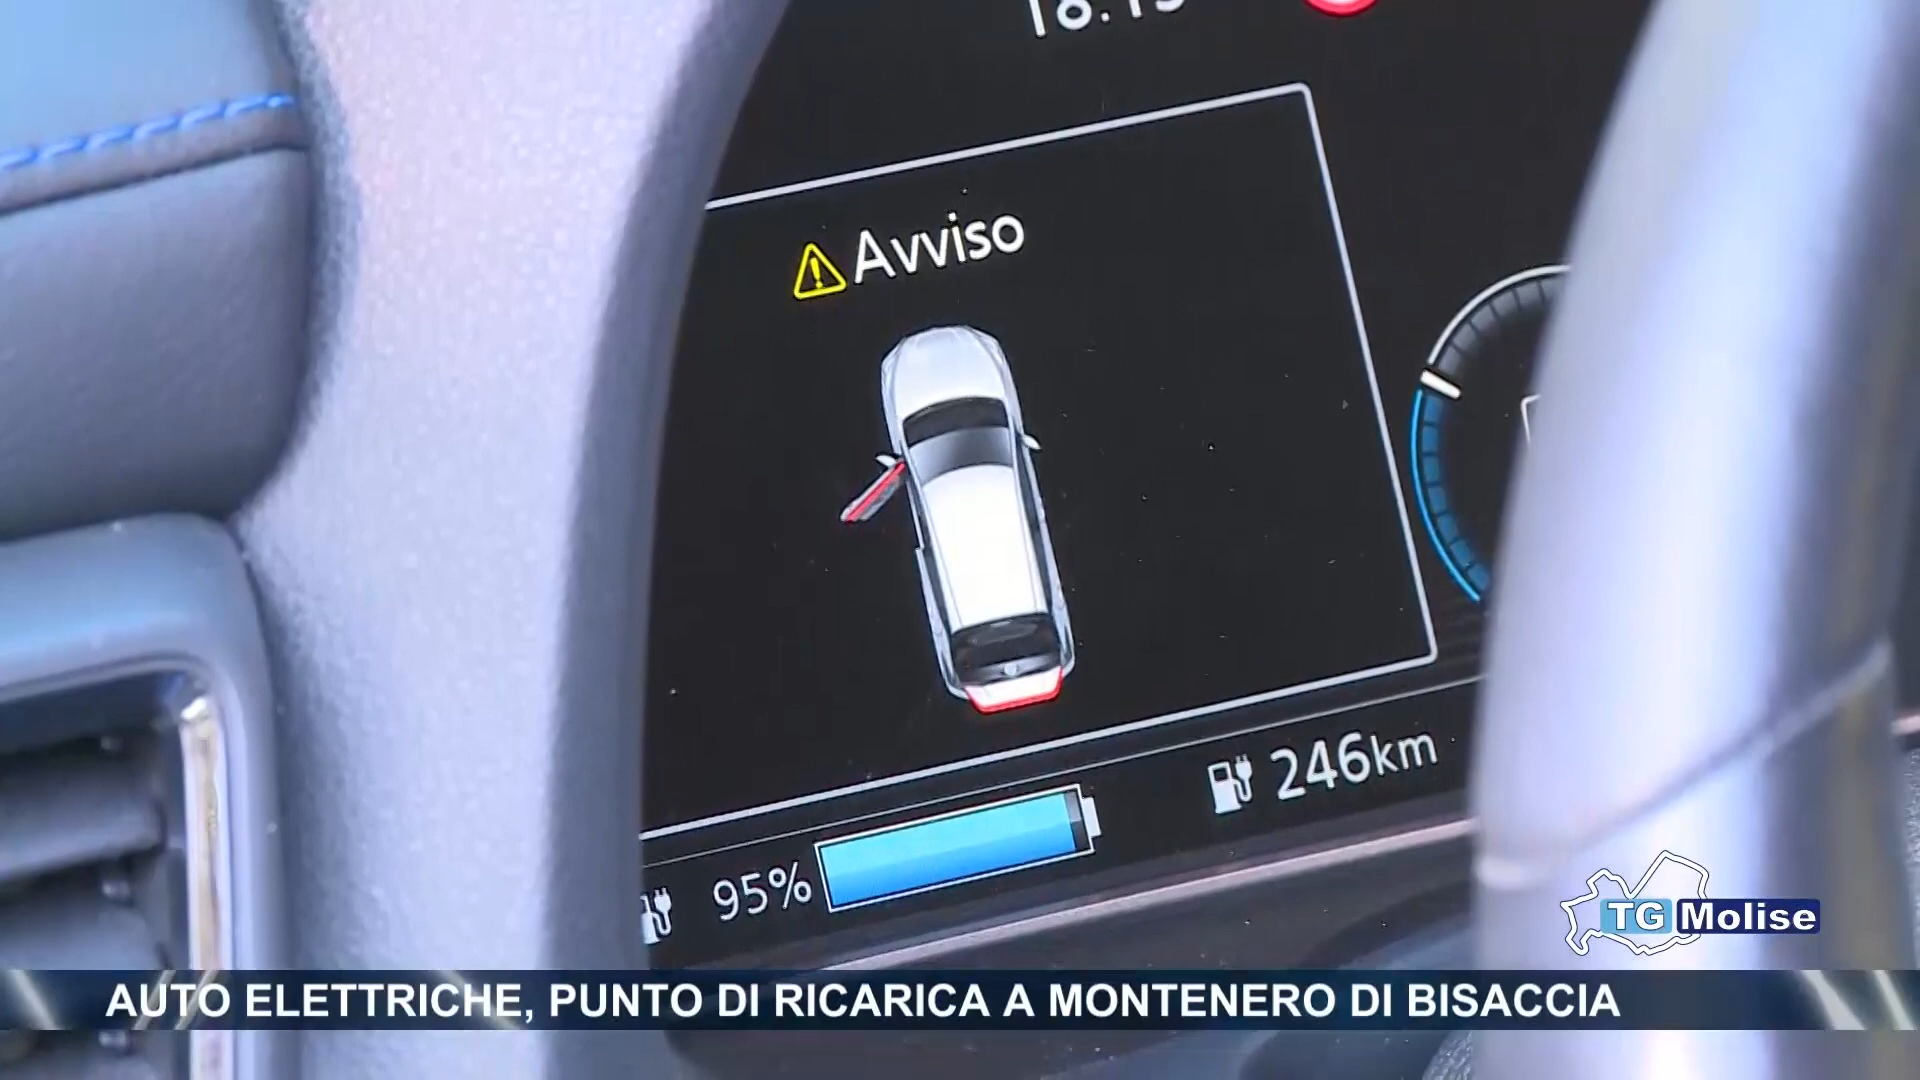 Avviso
246km
95%
TG Molise
AUTO ELETTRICHE, PUNTO DI RICARICA A MONTENERO DI BISACCIA